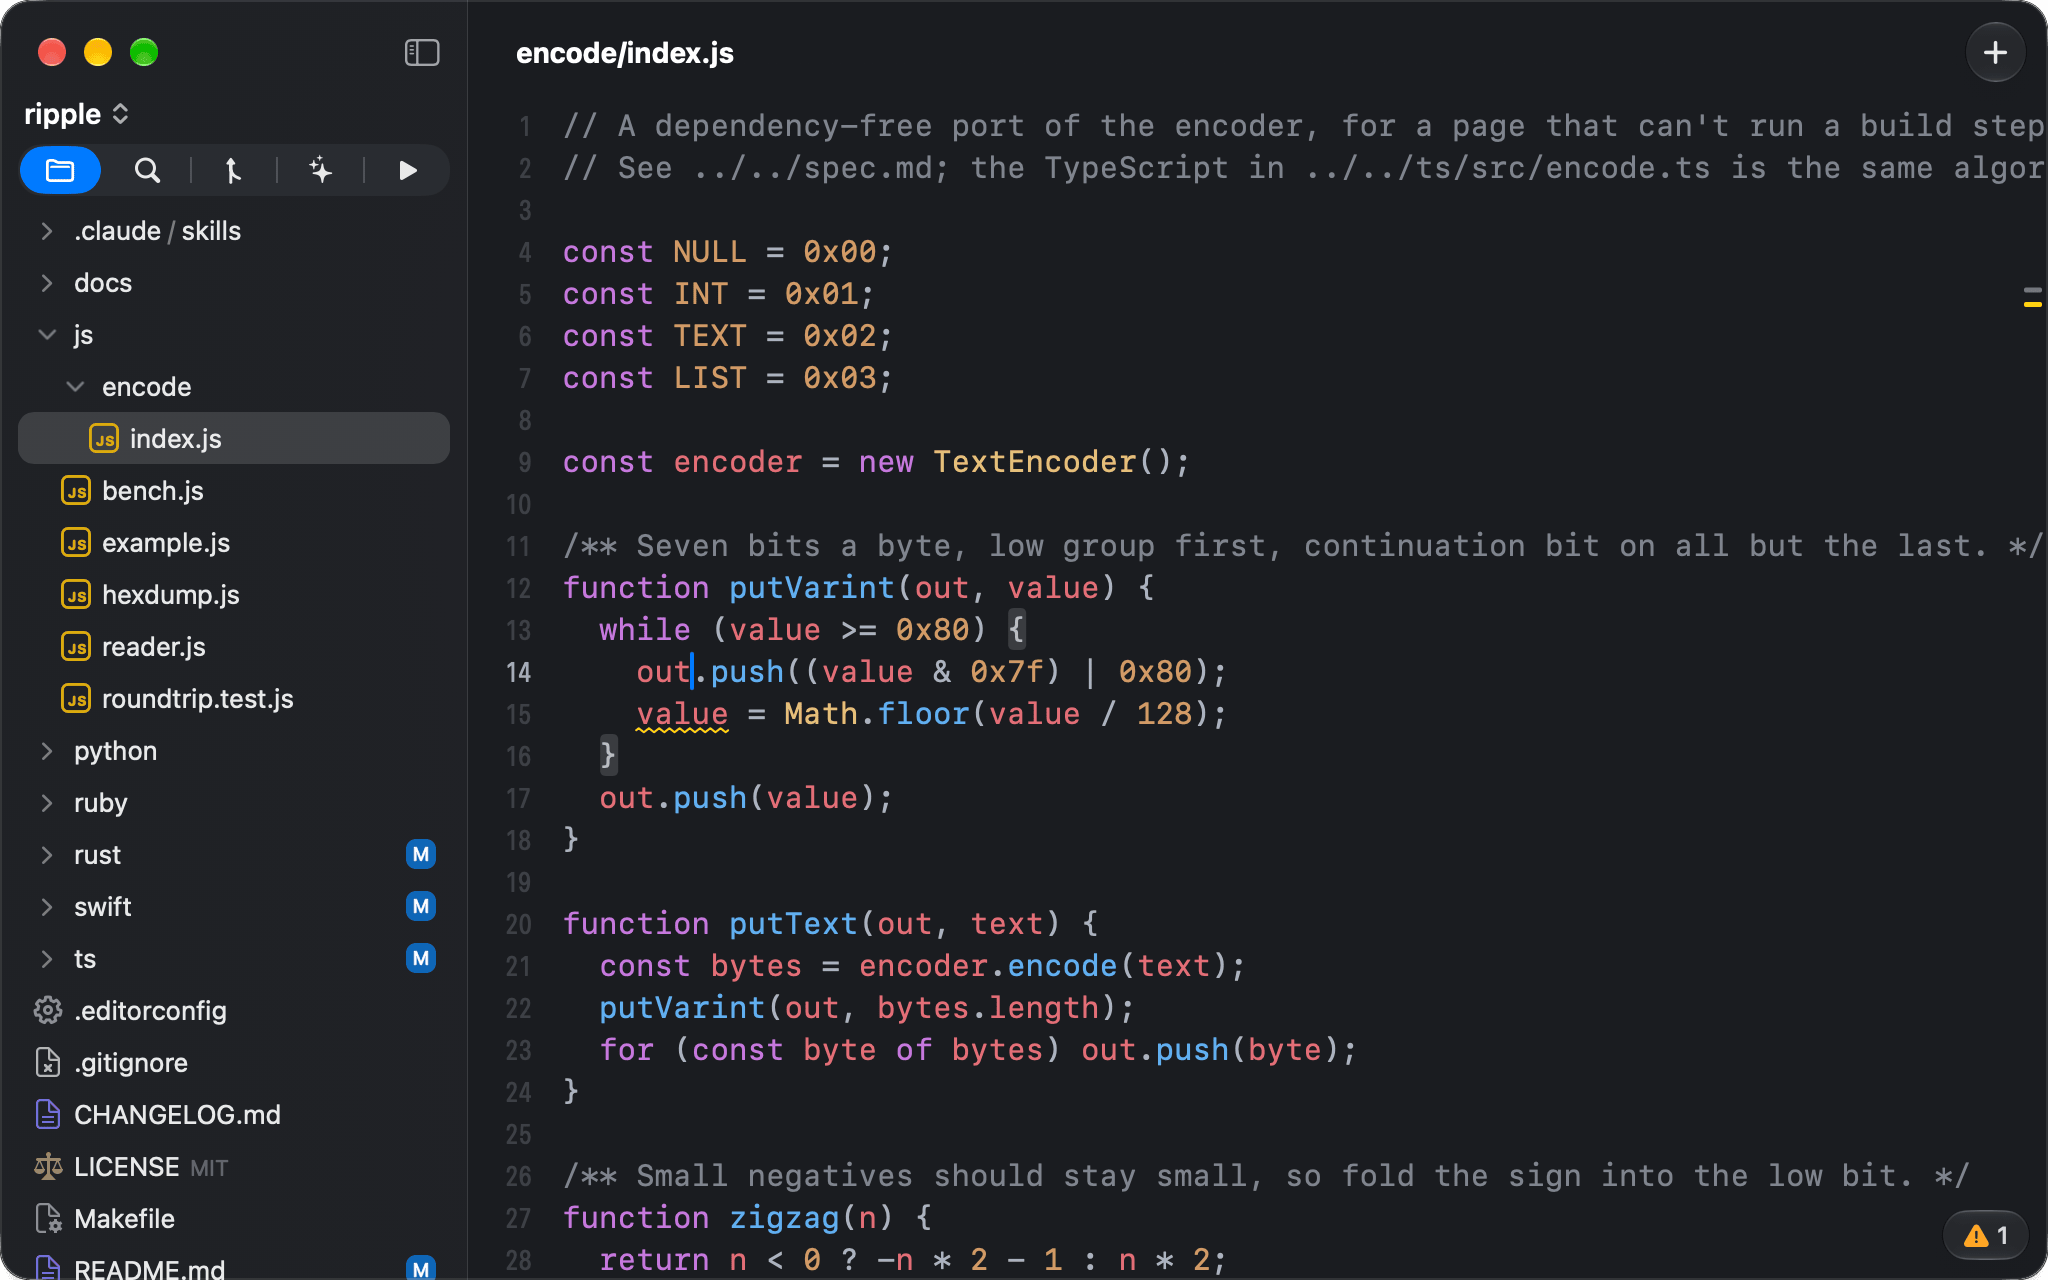 encode/index.js
ripple
.claude / skills
docs
js
encode
JS index.js
JS bench.js
JS example.js
JS hexdump.js
JS reader.js
JS roundtrip.test.js
python
ruby
rust M
swift M
ts M
.editorconfig
.gitignore
CHANGELOG.md
LICENSE MIT
Makefile
README.md M
1 // A dependency-free port of the encoder, for a page that can't run a build step
2 // See ../../spec.md; the TypeScript in ../../ts/src/encode.ts is the same algor
3
4 const NULL = 0x00;
5 const INT = 0x01;
6 const TEXT = 0x02;
7 const LIST = 0x03;
8
9 const encoder = new TextEncoder();
10
11 /** Seven bits a byte, low group first, continuation bit on all but the last. */
12 function putVarint(out, value) {
13   while (value >= 0x80) {
14     out.push((value & 0x7f) | 0x80);
15     value = Math.floor(value / 128);
16   }
17   out.push(value);
18 }
19
20 function putText(out, text) {
21   const bytes = encoder.encode(text);
22   putVarint(out, bytes.length);
23   for (const byte of bytes) out.push(byte);
24 }
25
26 /** Small negatives should stay small, so fold the sign into the low bit. */
27 function zigzag(n) {
28   return n < 0 ? -n * 2 - 1 : n * 2;
1